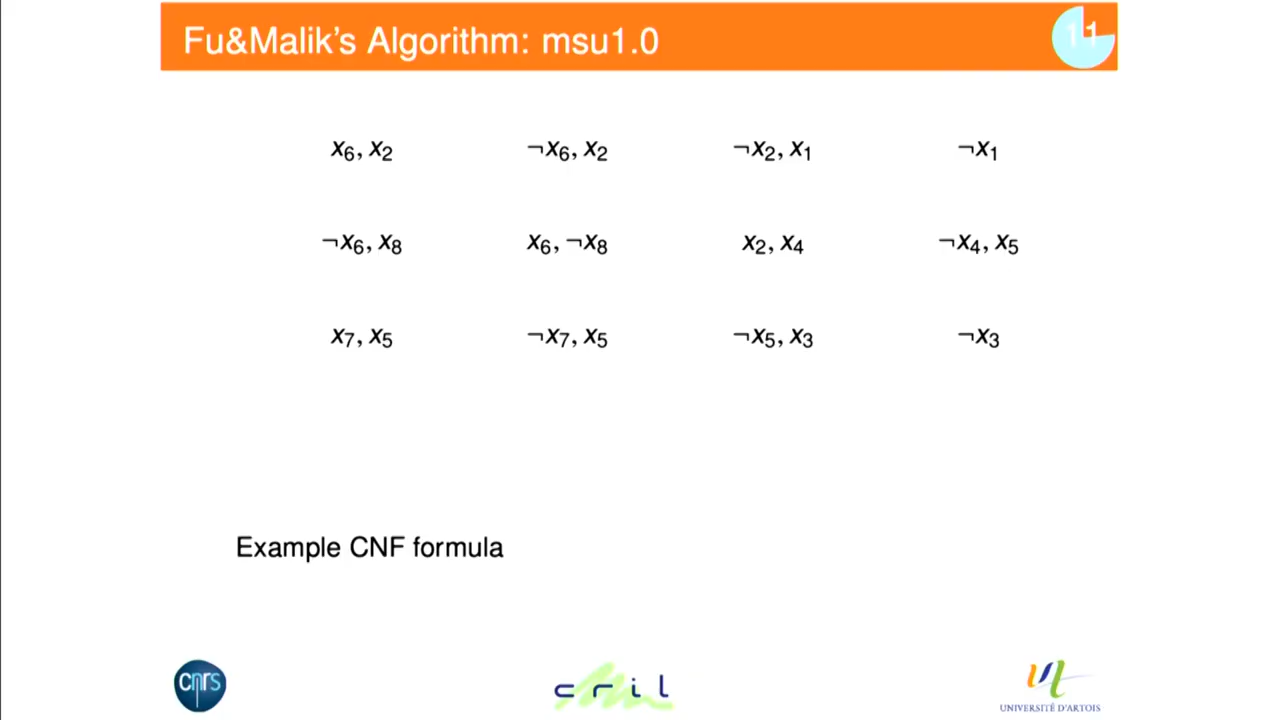 Fu&Malik's Algorithm: msu1.0
11
x6, x2 ¬x6, x2 ¬x2, x1 ¬x1
¬x6, x8 x6, ¬x8 x2, x4 ¬x4, x5
x7, x5 ¬x7, x5 ¬x5, x3 ¬x3
Example CNF formula
cnrs
cril
UNIVERSITÉ D'ARTOIS